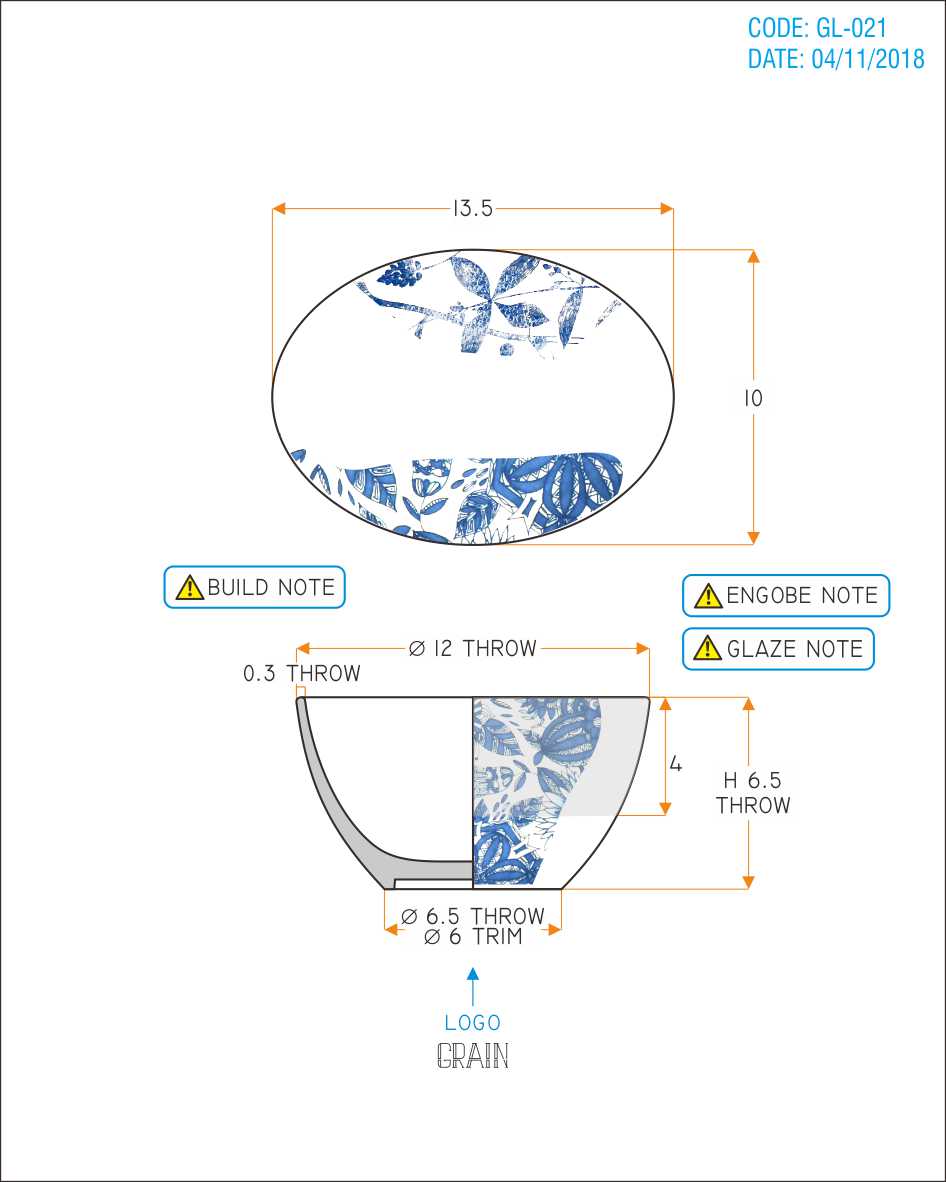 CODE: GL-021
DATE: 04/11/2018
13.5
10
BUILD NOTE
ENGOBE NOTE
GLAZE NOTE
Ø 12 THROW
0.3 THROW
4
H 6.5
THROW
Ø 6.5 THROW
Ø 6 TRIM
LOGO
GRAIN